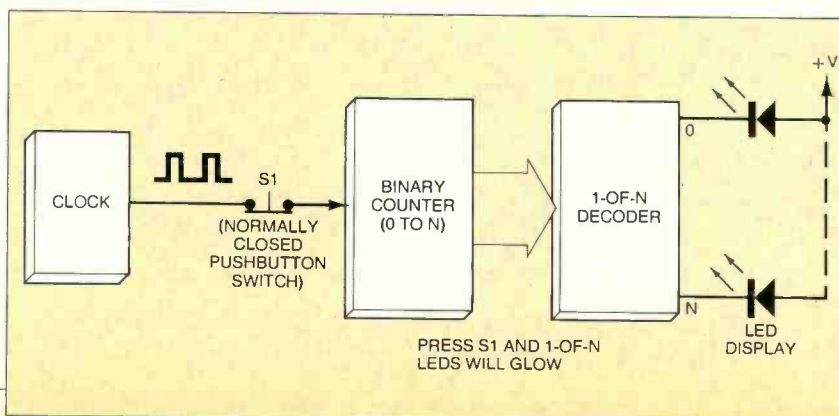 CLOCK
S1
(NORMALLY
CLOSED
PUSHBUTTON
SWITCH)
BINARY
COUNTER
(0 TO N)
1-OF-N
DECODER
0
N
+V
LED
DISPLAY
PRESS S1 AND 1-OF-N
LEDS WILL GLOW